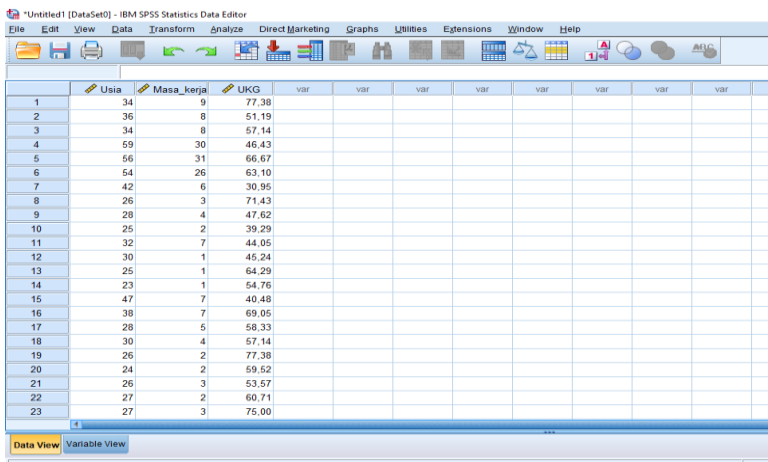 *Untitled1 [DataSet0] - IBM SPSS Statistics Data Editor
File Edit View Data Transform Analyze Direct Marketing Graphs Utilities Extensions Window Help
Usia Masa_kerja UKG var var var var var var var var
1 34 9 77,38
2 36 8 51,19
3 34 8 57,14
4 59 30 46,43
5 56 31 66,67
6 54 26 63,10
7 42 6 30,95
8 26 3 71,43
9 28 4 47,62
10 25 2 39,29
11 32 7 44,05
12 30 1 45,24
13 25 1 64,29
14 23 1 54,76
15 47 7 40,48
16 38 7 69,05
17 28 5 58,33
18 30 4 57,14
19 26 2 77,38
20 24 2 59,52
21 26 3 53,57
22 27 2 60,71
23 27 3 75,00
Data View Variable View